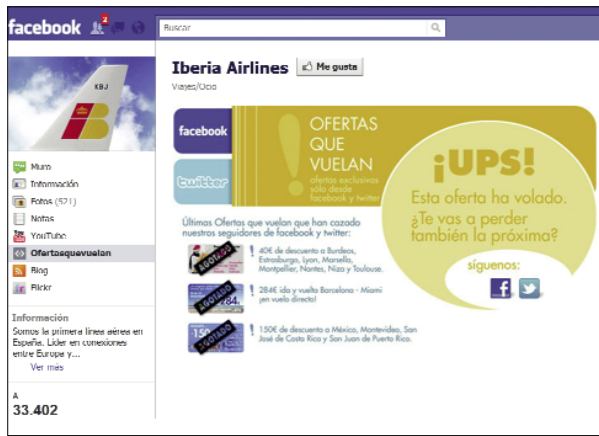 facebook
2
Buscar
KBJ
Iberia Airlines
Me gusta
Viajes/Ocio
Muro
Información
Fotos (521)
Notas
YouTube
Ofertasquevuelan
Blog
Flickr
Información
Somos la primera línea aérea en
España. Lider en conexiones
entre Europa y...
Ver más
A
33.402
facebook
twitter
OFERTAS
QUE
VUELAN
ofertas exclusivas
sólo desde
facebook y twitter
¡UPS!
Esta oferta ha volado.
¿Te vas a perder
también la próxima?
síguenos:
Últimas Ofertas que vuelan que han cazado
nuestros seguidores de facebook y twitter:
AGOTADO
40€ de descuento a Burdeos,
Estrasburgo, Lyon, Marsella,
Montpellier, Nantes, Niza y Toulouse.
AGOTADO
284€ ida y vuelta Barcelona - Miami
¡en vuelo directo!
AGOTADO
150€ de descuento a México, Montevideo, San
José de Costa Rica y San Juan de Puerto Rico.